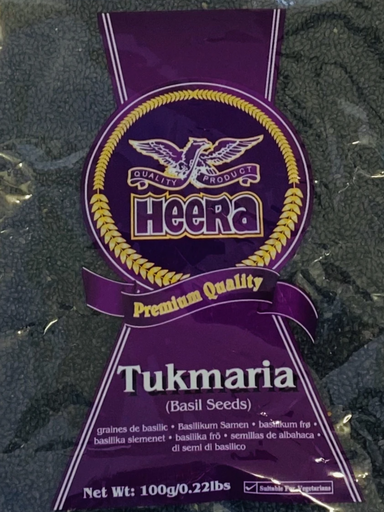 QUALITY PRODUCT
HEERA
Premium Quality
Tukmaria
(Basil Seeds)
graines de basilic • Basilikum Samen • basilikum frø •
basilika siemenet • basilika frö • semillas de albahaca •
di semi di basilico
Net Wt: 100g/0.22lbs
Suitable For Vegetarians